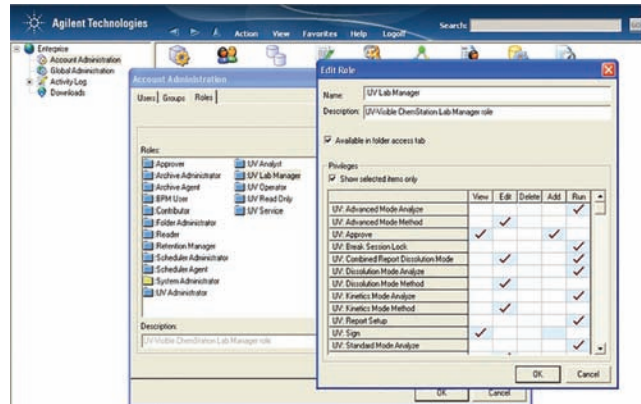 Agilent Technologies
Action View Favorites Help Logoff
Search:
Enterprise
Account Administration
Global Administration
Activity Log
Downloads
Account Administration
Users Groups Roles
Roles:
Approver
Archive Administrator
Archive Agent
BPM User
Contributor
Folder Administrator
Reader
Retention Manager
Scheduler Administrator
Scheduler Agent
System Administrator
UV Administrator
UV Analyst
UV Lab Manager
UV Operator
UV Read Only
UV Service
Description:
UV-Visible ChemStation Lab Manager role
OK Cancel
Edit Role
Name: UV Lab Manager
Description: UV-Visible ChemStation Lab Manager role
Available in folder access tab
Privileges
Show selected items only
View Edit Delete Add Run
UV: Advanced Mode Analyze
UV: Advanced Mode Method
UV: Approve
UV: Break Session Lock
UV: Combined Report Dissolution Mode
UV: Dissolution Mode Analyze
UV: Dissolution Mode Method
UV: Kinetics Mode Analyze
UV: Kinetics Mode Method
UV: Report Setup
UV: Sign
UV: Standard Mode Analyze
OK Cancel